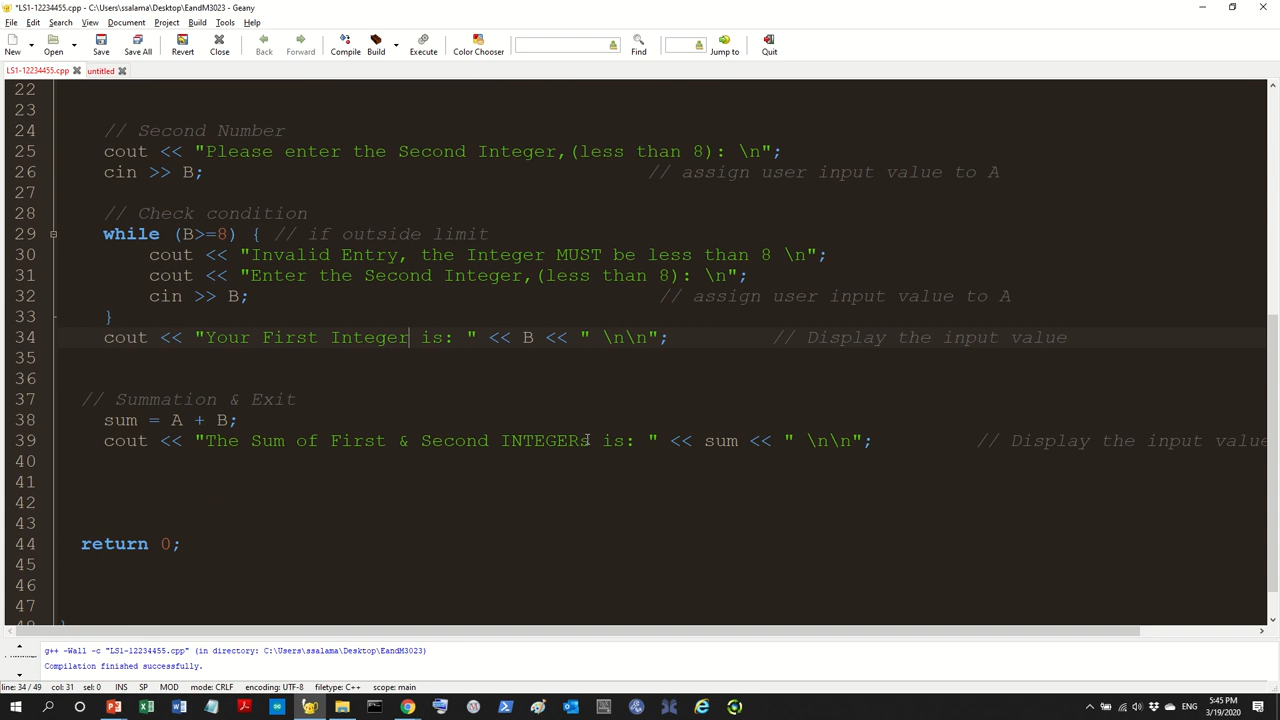 *LS1-12234455.cpp - C:\Users\ssalama\Desktop\EandM3023 - Geany
File Edit Search View Document Project Build Tools Help
New Open Save Save All Revert Close Back Forward Compile Build Execute Color Chooser Find Jump to Quit
LS1-12234455.cpp untitled
22
23
24 // Second Number
25 cout << "Please enter the Second Integer,(less than 8): \n";
26 cin >> B; // assign user input value to A
27
28 // Check condition
29 while (B>=8) { // if outside limit
30 cout << "Invalid Entry, the Integer MUST be less than 8 \n";
31 cout << "Enter the Second Integer,(less than 8): \n";
32 cin >> B; // assign user input value to A
33 }
34 cout << "Your First Integer is: " << B << " \n\n"; // Display the input value
35
36
37 // Summation & Exit
38 sum = A + B;
39 cout << "The Sum of First & Second INTEGERs is: " << sum << " \n\n"; // Display the input value
40
41
42
43
44 return 0;
45
46
47
g++ -Wall -c "LS1-12234455.cpp" (in directory: C:\Users\ssalama\Desktop\EandM3023)
Compilation finished successfully.
line: 34 / 49 col: 31 sel: 0 INS SP MOD mode: CRLF encoding: UTF-8 filetype: C++ scope: main
5:45 PM
3/19/2020